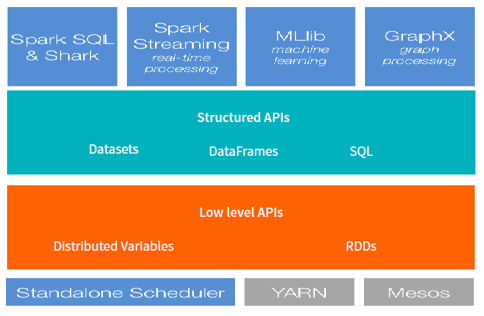 Spark SQL
& Shark
Spark
Streaming
real-time
processing
MLlib
machine
learning
GraphX
graph
processing
Structured APIs
Datasets
DataFrames
SQL
Low level APIs
Distributed Variables
RDDs
Standalone Scheduler
YARN
Mesos